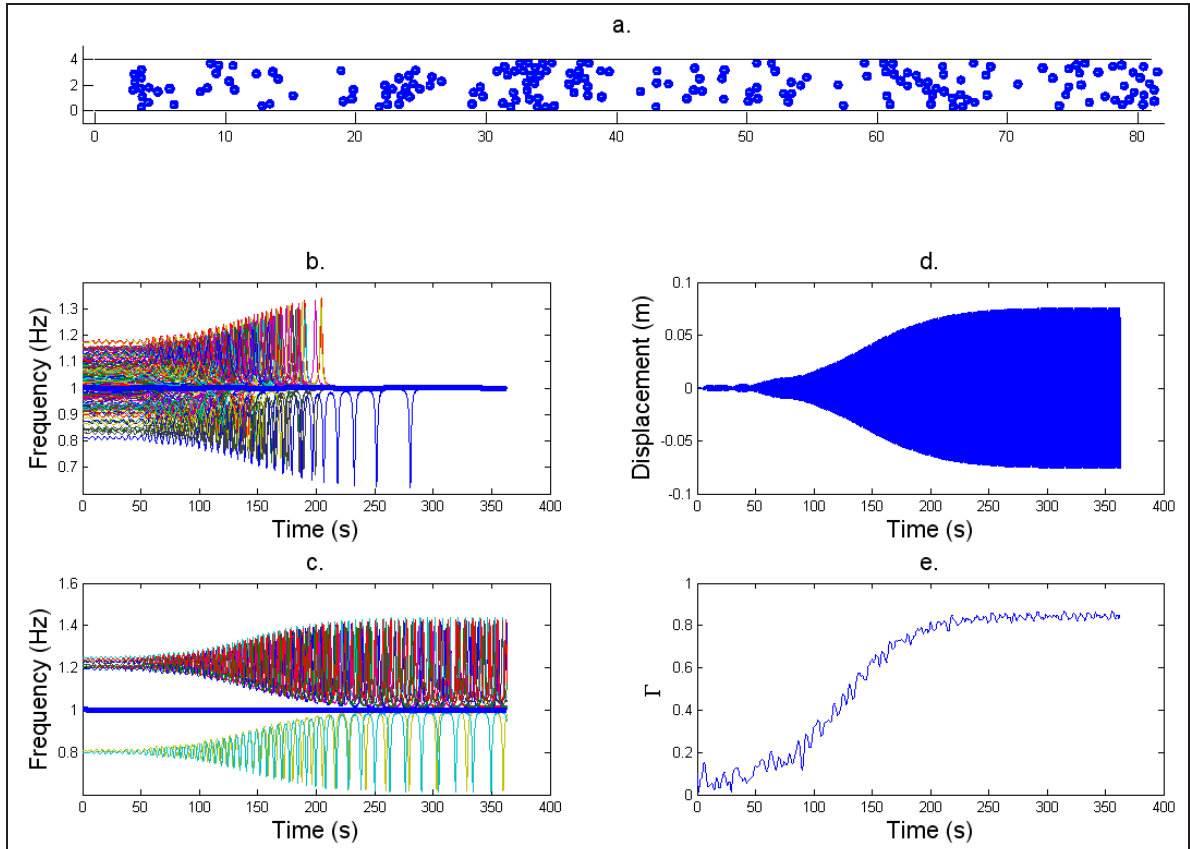 a.
4
2
0
0 10 20 30 40 50 60 70 80
b.
1.3
1.2
1.1
1
0.9
0.8
0.7
Frequency (Hz)
0 50 100 150 200 250 300 350 400
Time (s)
d.
0.1
0.05
0
-0.05
-0.1
Displacement (m)
0 50 100 150 200 250 300 350 400
Time (s)
c.
1.6
1.4
1.2
1
0.8
Frequency (Hz)
0 50 100 150 200 250 300 350 400
Time (s)
e.
1
0.8
0.6
0.4
0.2
0
Γ
0 50 100 150 200 250 300 350 400
Time (s)